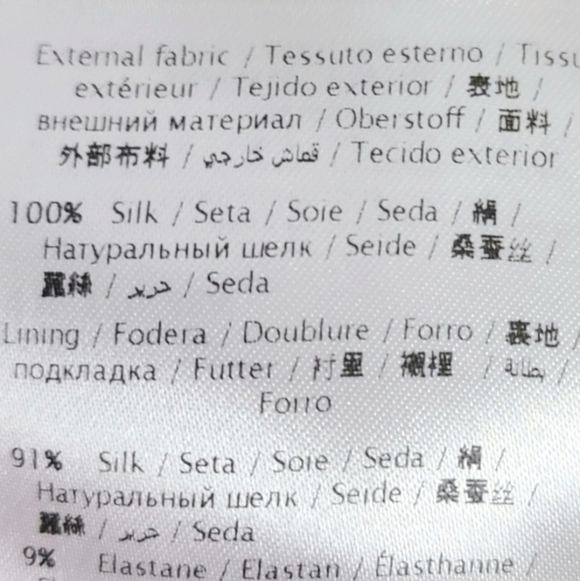 External fabric / Tessuto esterno / Tissu
extérieur / Tejido exterior / 表地 /
внешний материал / Oberstoff / 面料 /
外部布料 / قماش خارجي / Tecido exterior
100% Silk / Seta / Soie / Seda / 絹 /
Натуральный шелк / Seide / 桑蚕丝 /
蠶絲 / حرير / Seda
Lining / Fodera / Doublure / Forro / 裏地 /
подкладка / Futter / 衬里 / 襯裡 / بطانة /
Forro
91% Silk / Seta / Soie / Seda / 絹 /
Натуральный шелк / Seide / 桑蚕丝 /
蠶絲 / حرير / Seda
9% Elastane / Elastan / Élasthanne /